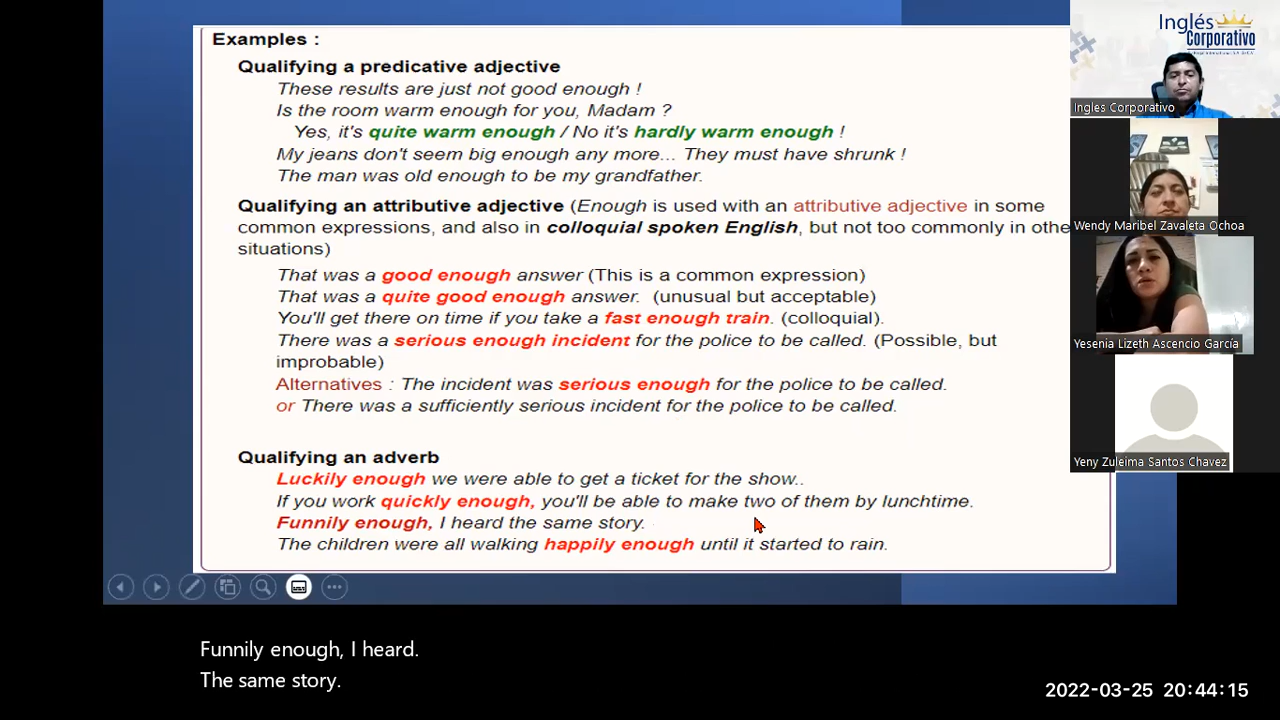 Examples :
Qualifying a predicative adjective
These results are just not good enough !
Is the room warm enough for you, Madam ?
Yes, it's quite warm enough / No it's hardly warm enough !
My jeans don't seem big enough any more... They must have shrunk !
The man was old enough to be my grandfather.
Qualifying an attributive adjective (Enough is used with an attributive adjective in some
common expressions, and also in colloquial spoken English, but not too commonly in othe
situations)
That was a good enough answer (This is a common expression)
That was a quite good enough answer. (unusual but acceptable)
You'll get there on time if you take a fast enough train. (colloquial).
There was a serious enough incident for the police to be called. (Possible, but
improbable)
Alternatives : The incident was serious enough for the police to be called.
or There was a sufficiently serious incident for the police to be called.
Qualifying an adverb
Luckily enough we were able to get a ticket for the show..
If you work quickly enough, you'll be able to make two of them by lunchtime.
Funnily enough, I heard the same story.
The children were all walking happily enough until it started to rain.
Inglés
Corporativo
Ingles Corporativo
Wendy Maribel Zavaleta Ochoa
Yesenia Lizeth Ascencio García
Yeny Zuleima Santos Chavez
Funnily enough, I heard.
The same story.
2022-03-25 20:44:15